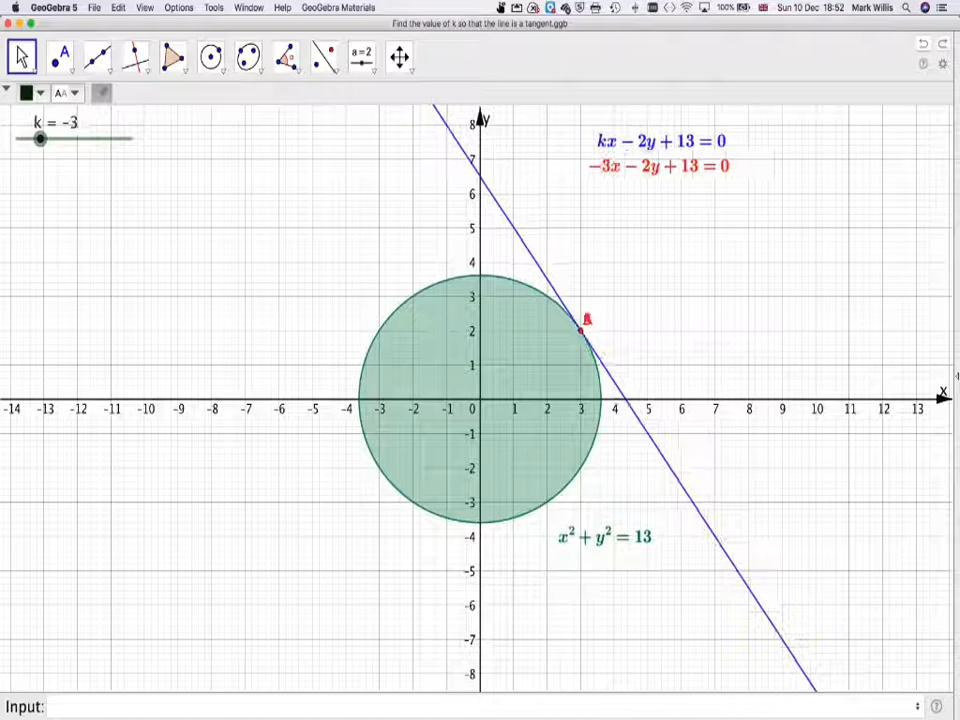 GeoGebra 5 File Edit View Options Tools Window Help GeoGebra Materials 100% Sun 10 Dec 18:52 Mark Willis
Find the value of k so that the line is a tangent.ggb
A a=2
AA
k = -3
kx − 2y + 13 = 0
−3x − 2y + 13 = 0
y
8
7
6
5
4
3
2
1
x
-14 -13 -12 -11 -10 -9 -8 -7 -6 -5 -4 -3 -2 -1 0 1 2 3 4 5 6 7 8 9 10 11 12 13
-1
-2
-3
-4
-5
-6
-7
-8
x² + y² = 13
Input: